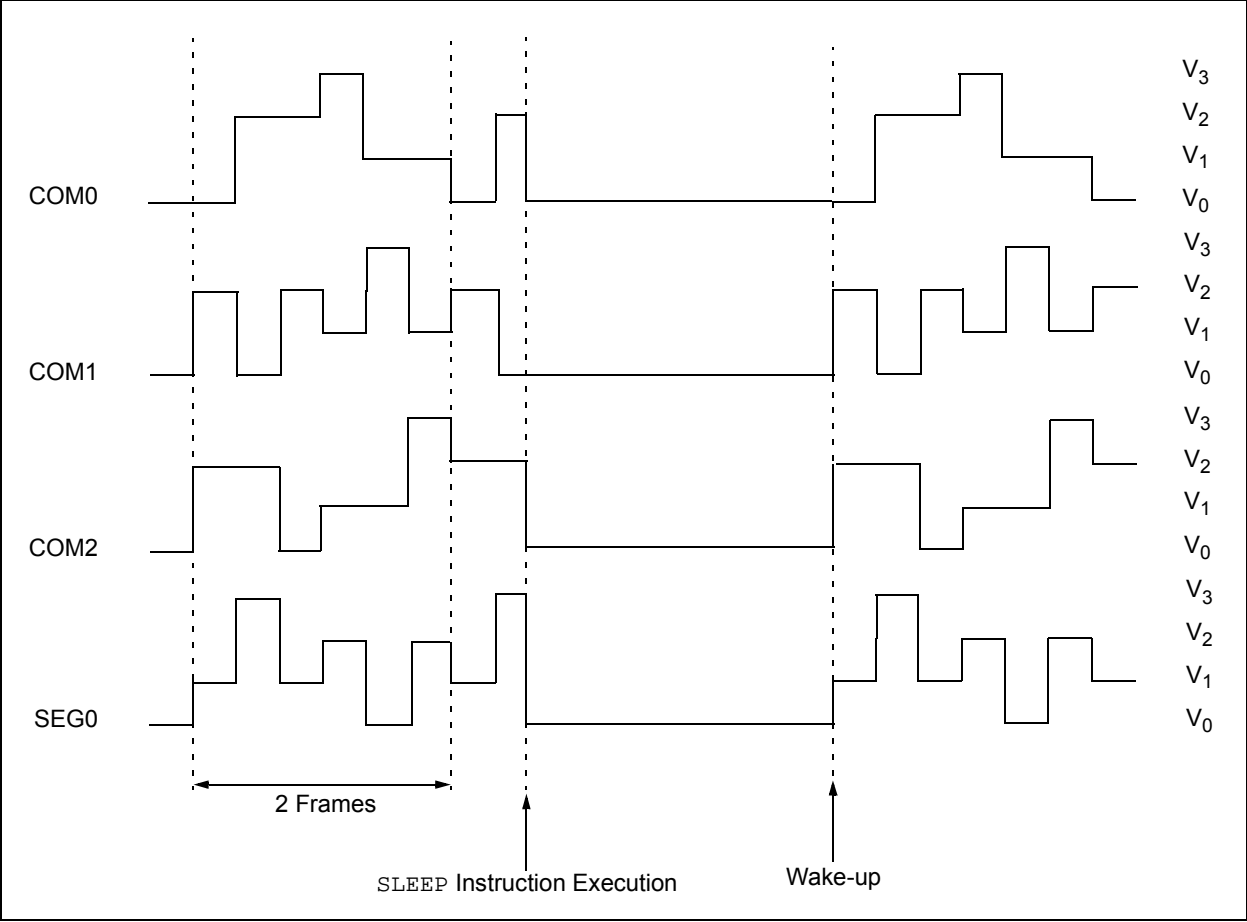 V3
V2
V1
COM0 V0
V3
V2
V1
COM1 V0
V3
V2
V1
COM2 V0
V3
V2
V1
SEG0 V0
2 Frames
SLEEP Instruction Execution
Wake-up